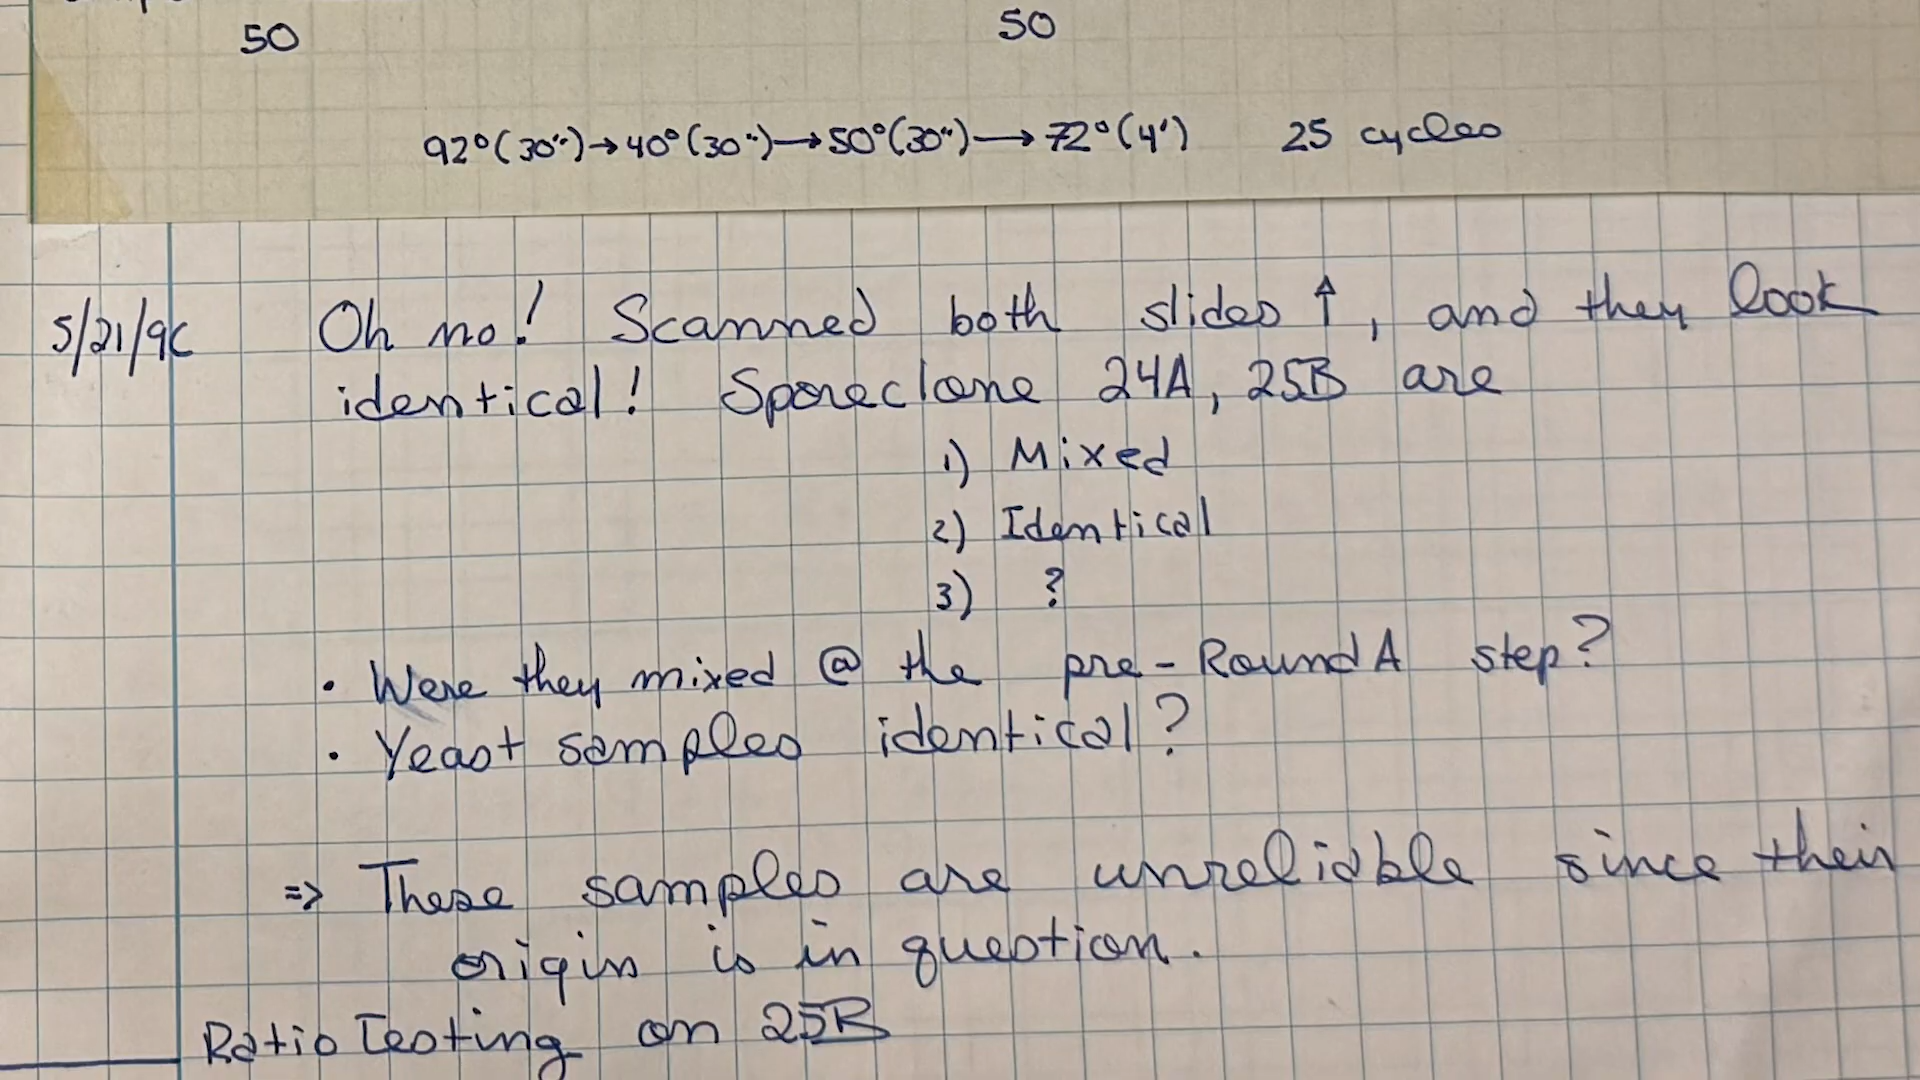 50 50
92°(30")→40°(30")→50°(30")→72°(4') 25 cycles
5/21/96 Oh no! Scanned both slides ↑, and they look
identical! Sporeclone 24A, 25B are
1) Mixed
2) Identical
3) ?
• Were they mixed @ the pre-Round A step?
• Yeast samples identical?
⇒ These samples are unreliable since their
origin is in question.
Ratio Testing on 25B